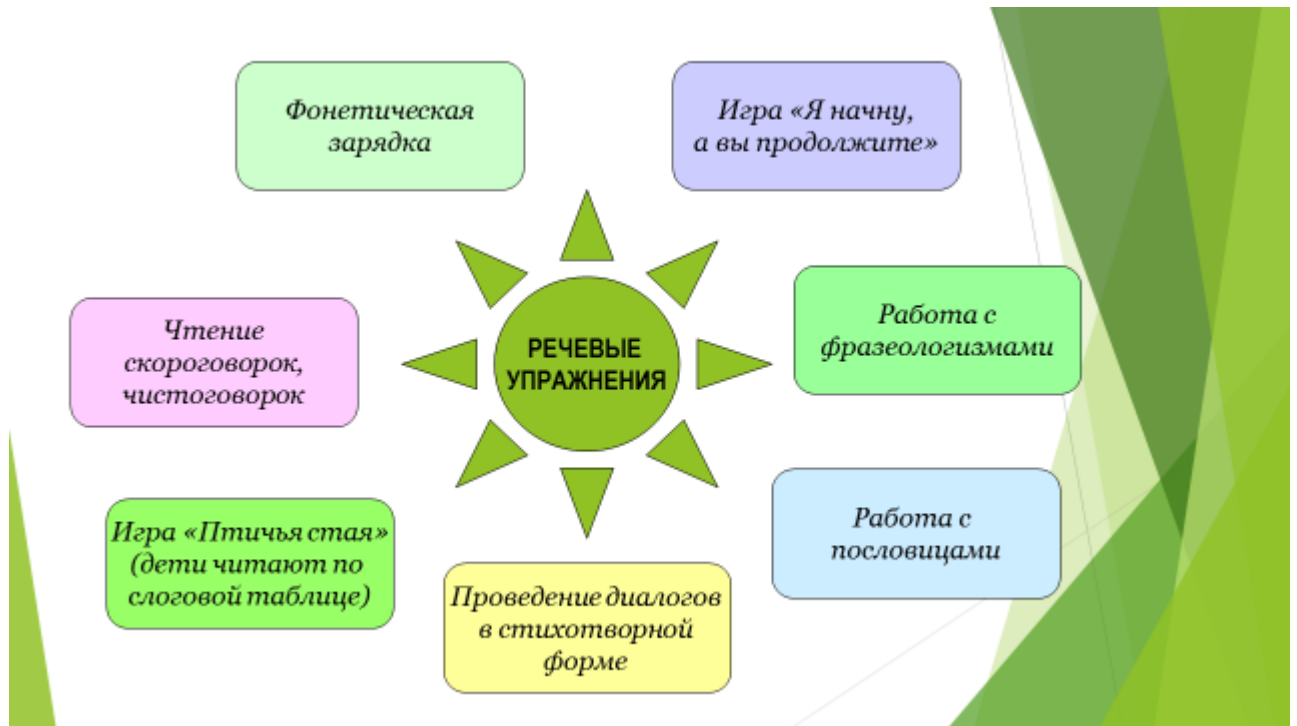 Фонетическая
зарядка
Игра «Я начну,
а вы продолжите»
Чтение
скороговорок,
чистоговорок
РЕЧЕВЫЕ
УПРАЖНЕНИЯ
Работа с
фразеологизмами
Игра «Птичья стая»
(дети читают по
слоговой таблице)
Проведение диалогов
в стихотворной
форме
Работа с
пословицами